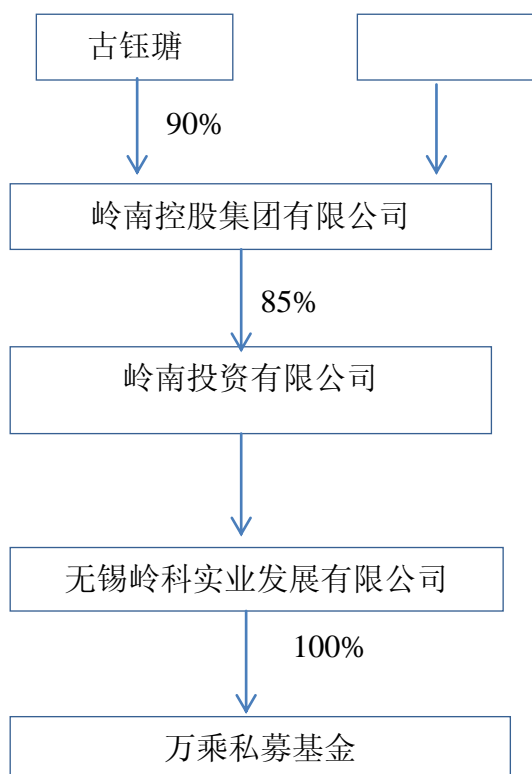 古钰瑭
90%
岭南控股集团有限公司
85%
岭南投资有限公司
无锡岭科实业发展有限公司
100%
万乘私募基金